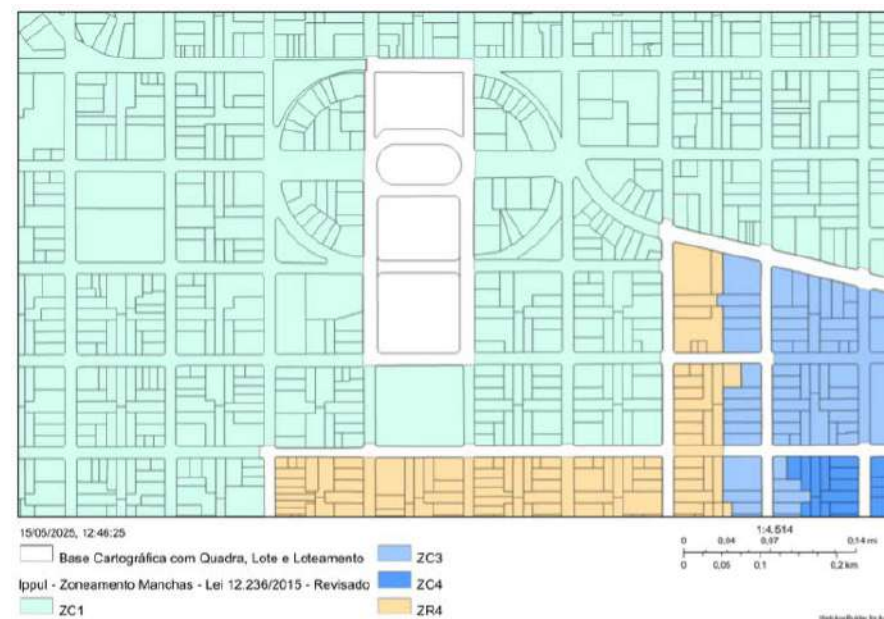 15/05/2025, 12:46:25
Base Cartográfica com Quadra, Lote e Loteamento
Ippul - Zoneamento Manchas - Lei 12.236/2015 - Revisado
ZC1
ZC3
ZC4
ZR4
1:4.514
0 0,04 0,07 0,14 mi
0 0,05 0,1 0,2 km